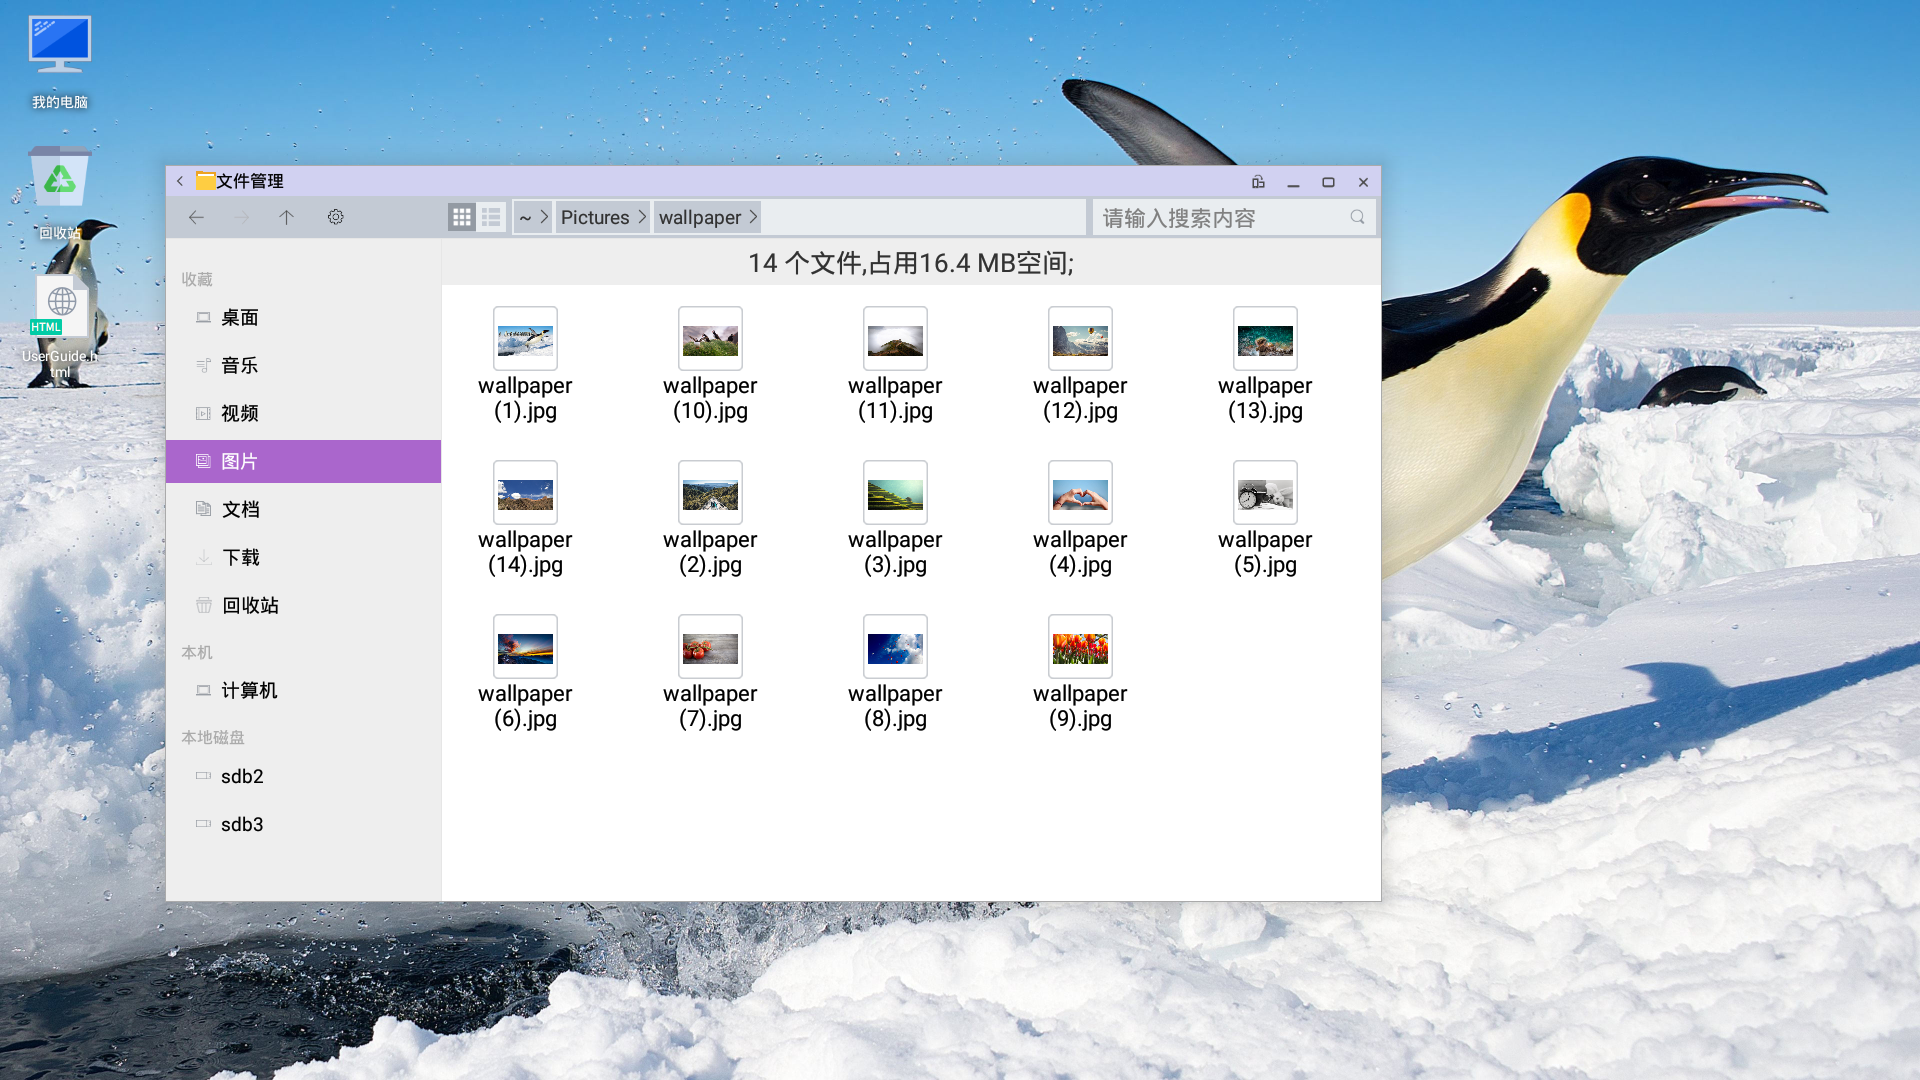 我的电脑
回收站
HTML
UserGuide.h
tml
文件管理
~
Pictures
wallpaper
请输入搜索内容
14 个文件,占用16.4 MB空间;
收藏
桌面
音乐
视频
图片
文档
下载
回收站
本机
计算机
本地磁盘
sdb2
sdb3
wallpaper
(1).jpg
wallpaper
(10).jpg
wallpaper
(11).jpg
wallpaper
(12).jpg
wallpaper
(13).jpg
wallpaper
(14).jpg
wallpaper
(2).jpg
wallpaper
(3).jpg
wallpaper
(4).jpg
wallpaper
(5).jpg
wallpaper
(6).jpg
wallpaper
(7).jpg
wallpaper
(8).jpg
wallpaper
(9).jpg